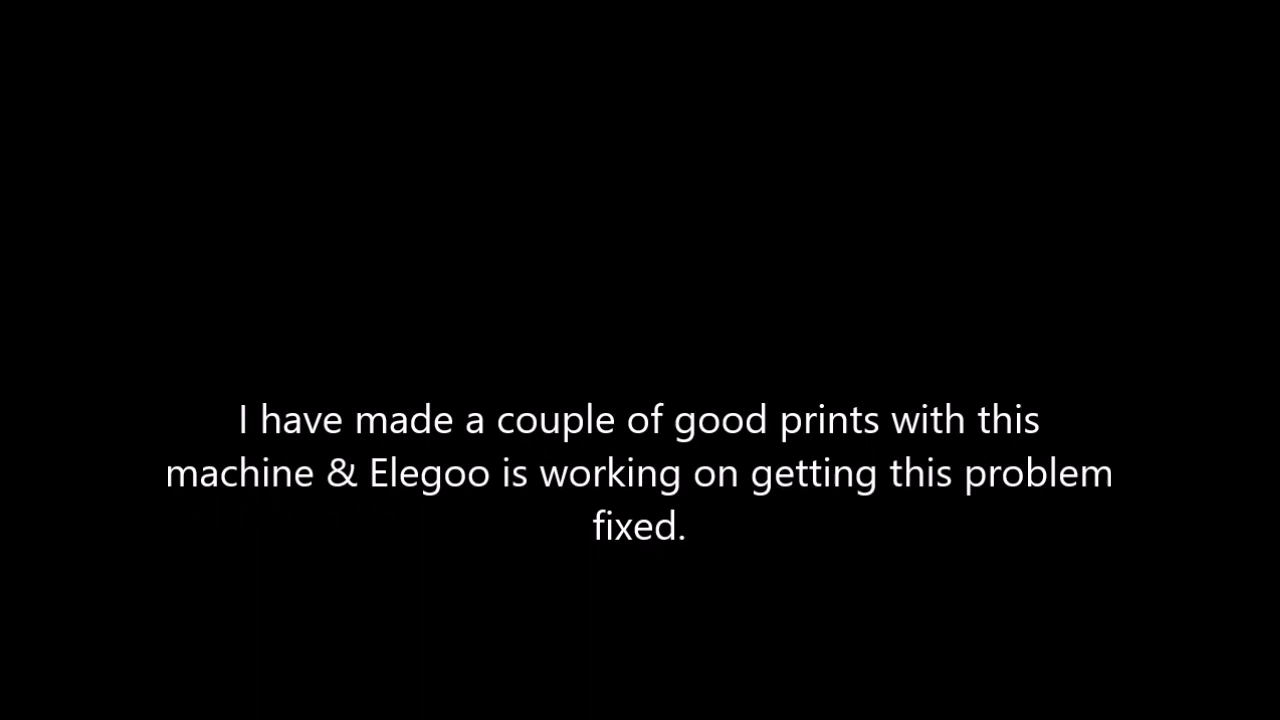 I have made a couple of good prints with this
machine & Elegoo is working on getting this problem
fixed.